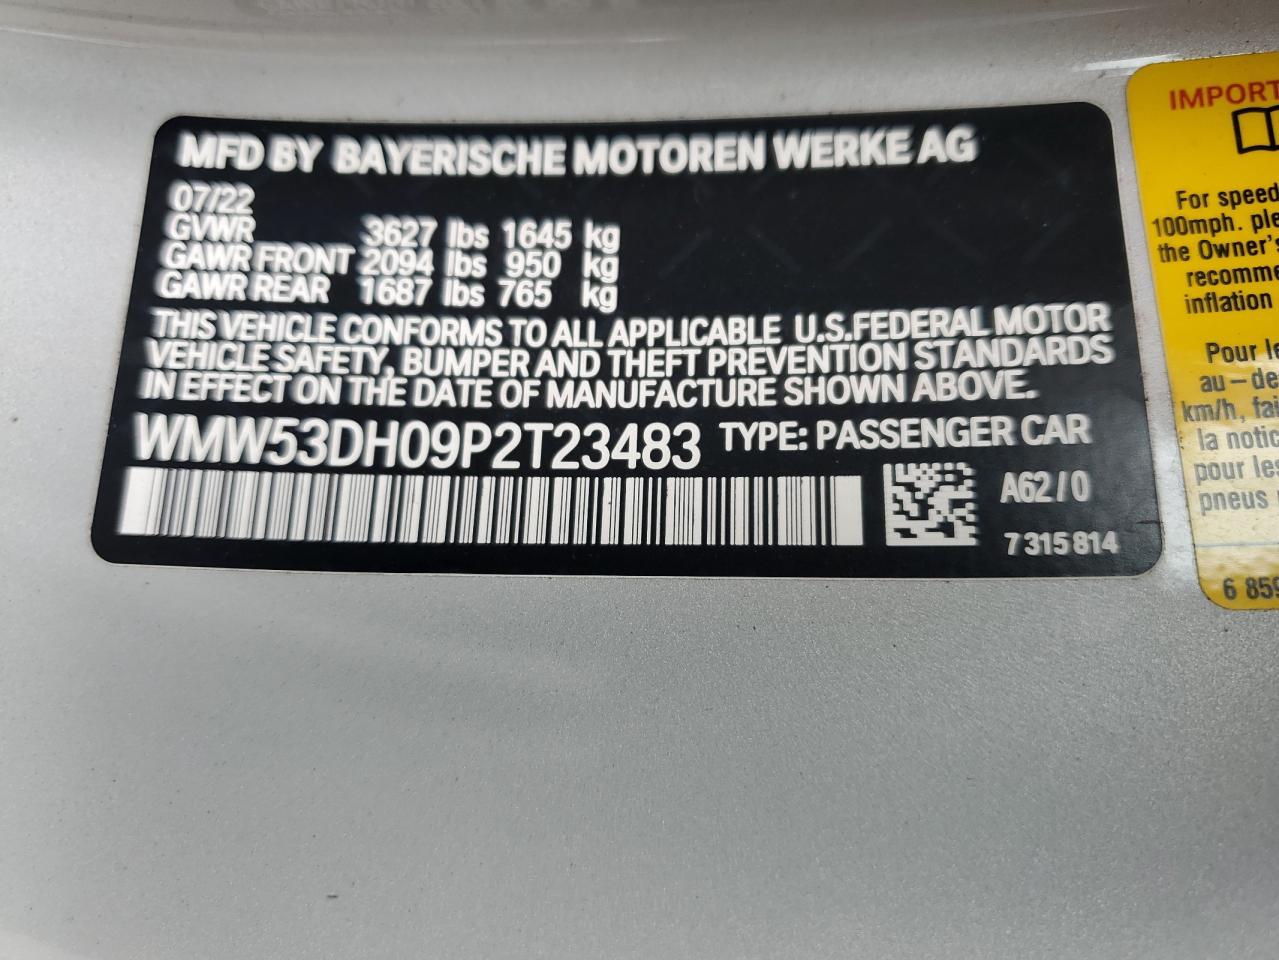 MFD BY BAYERISCHE MOTOREN WERKE AG
07/22
GVWR 3627 lbs 1645 kg
GAWR FRONT 2094 lbs 950 kg
GAWR REAR 1687 lbs 765 kg
THIS VEHICLE CONFORMS TO ALL APPLICABLE U.S.FEDERAL MOTOR
VEHICLE SAFETY, BUMPER AND THEFT PREVENTION STANDARDS
IN EFFECT ON THE DATE OF MANUFACTURE SHOWN ABOVE.
WMW53DH09P2T23483 TYPE: PASSENGER CAR
A62/0
7 315 814
IMPORT
For speed
100mph. ple
the Owner's
recomme
inflation
Pour le
au-de
km/h, fai
la notic
pour les
pneus
6 859